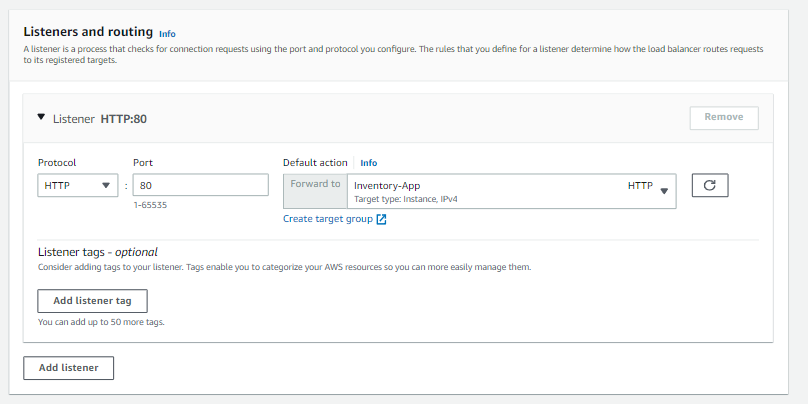 Listeners and routing Info
A listener is a process that checks for connection requests using the port and protocol you configure. The rules that you define for a listener determine how the load balancer routes requests
to its registered targets.
Listener HTTP:80
Remove
Protocol Port Default action Info
HTTP : 80 Forward to Inventory-App HTTP
Target type: Instance, IPv4
1-65535
Create target group
Listener tags - optional
Consider adding tags to your listener. Tags enable you to categorize your AWS resources so you can more easily manage them.
Add listener tag
You can add up to 50 more tags.
Add listener